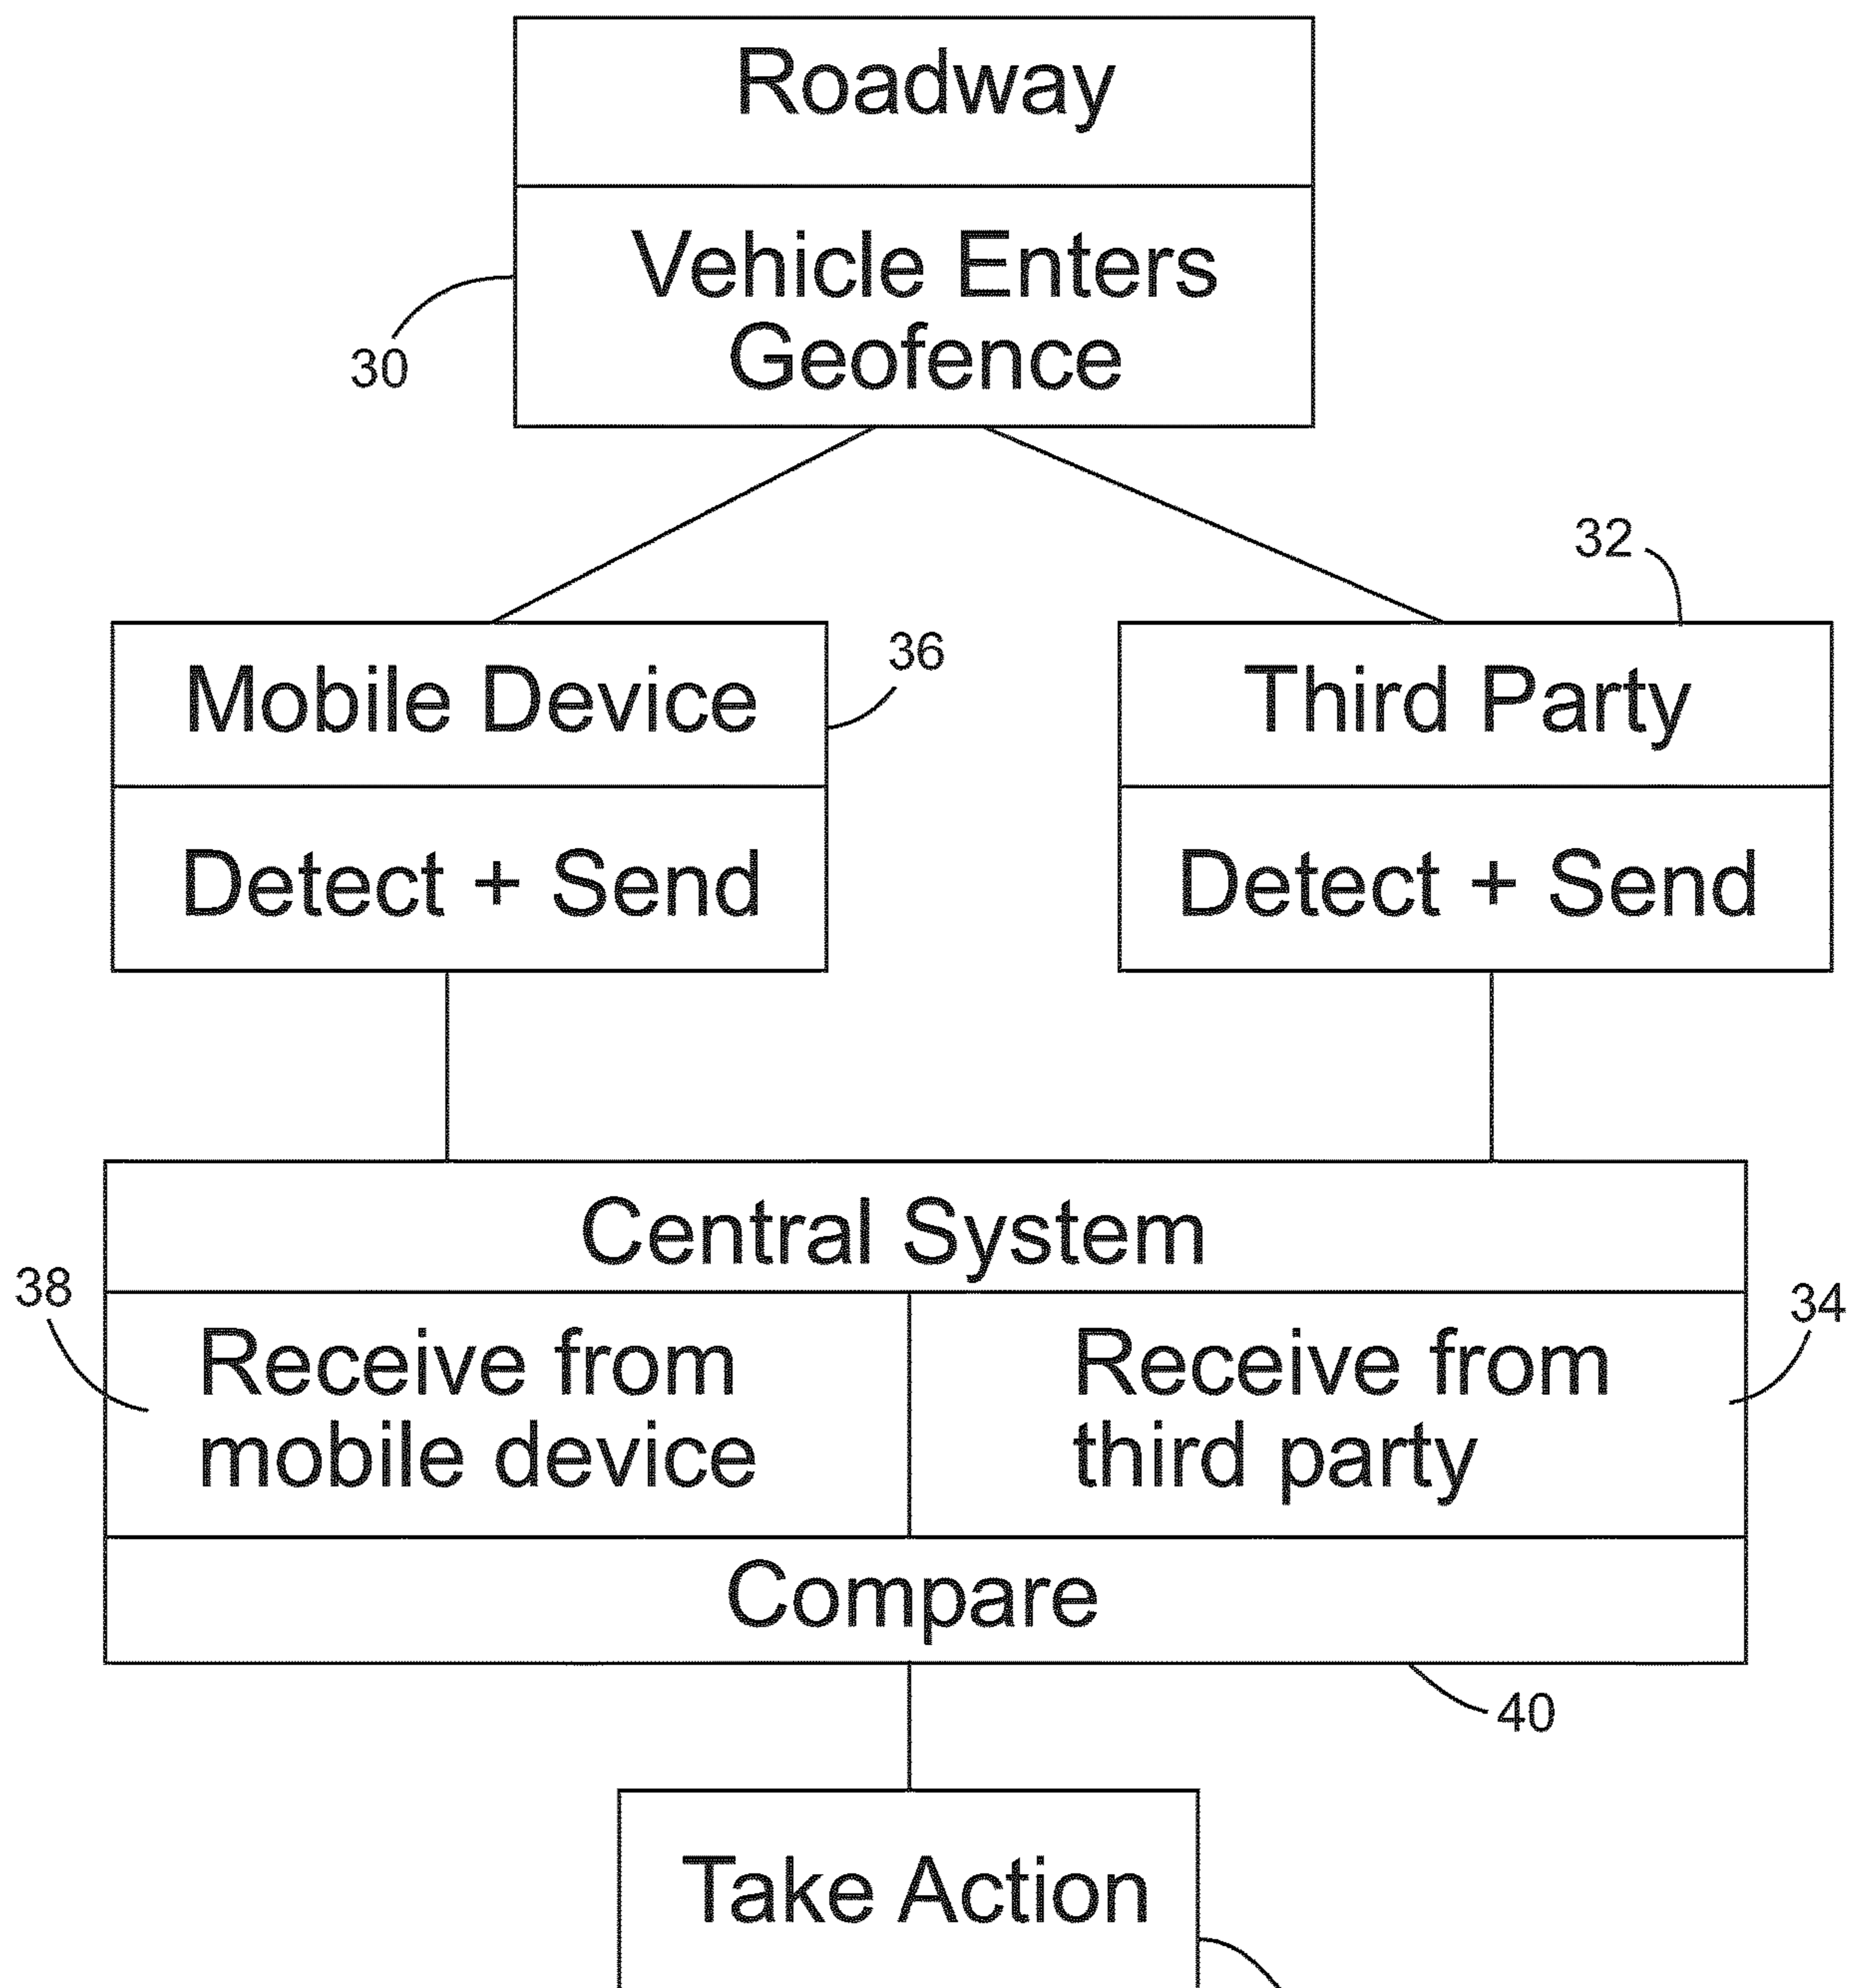 Roadway
Vehicle Enters
Geofence
30
32
36
Mobile Device
Third Party
Detect + Send
Detect + Send
Central System
38
34
Receive from
mobile device
Receive from
third party
Compare
40
Take Action